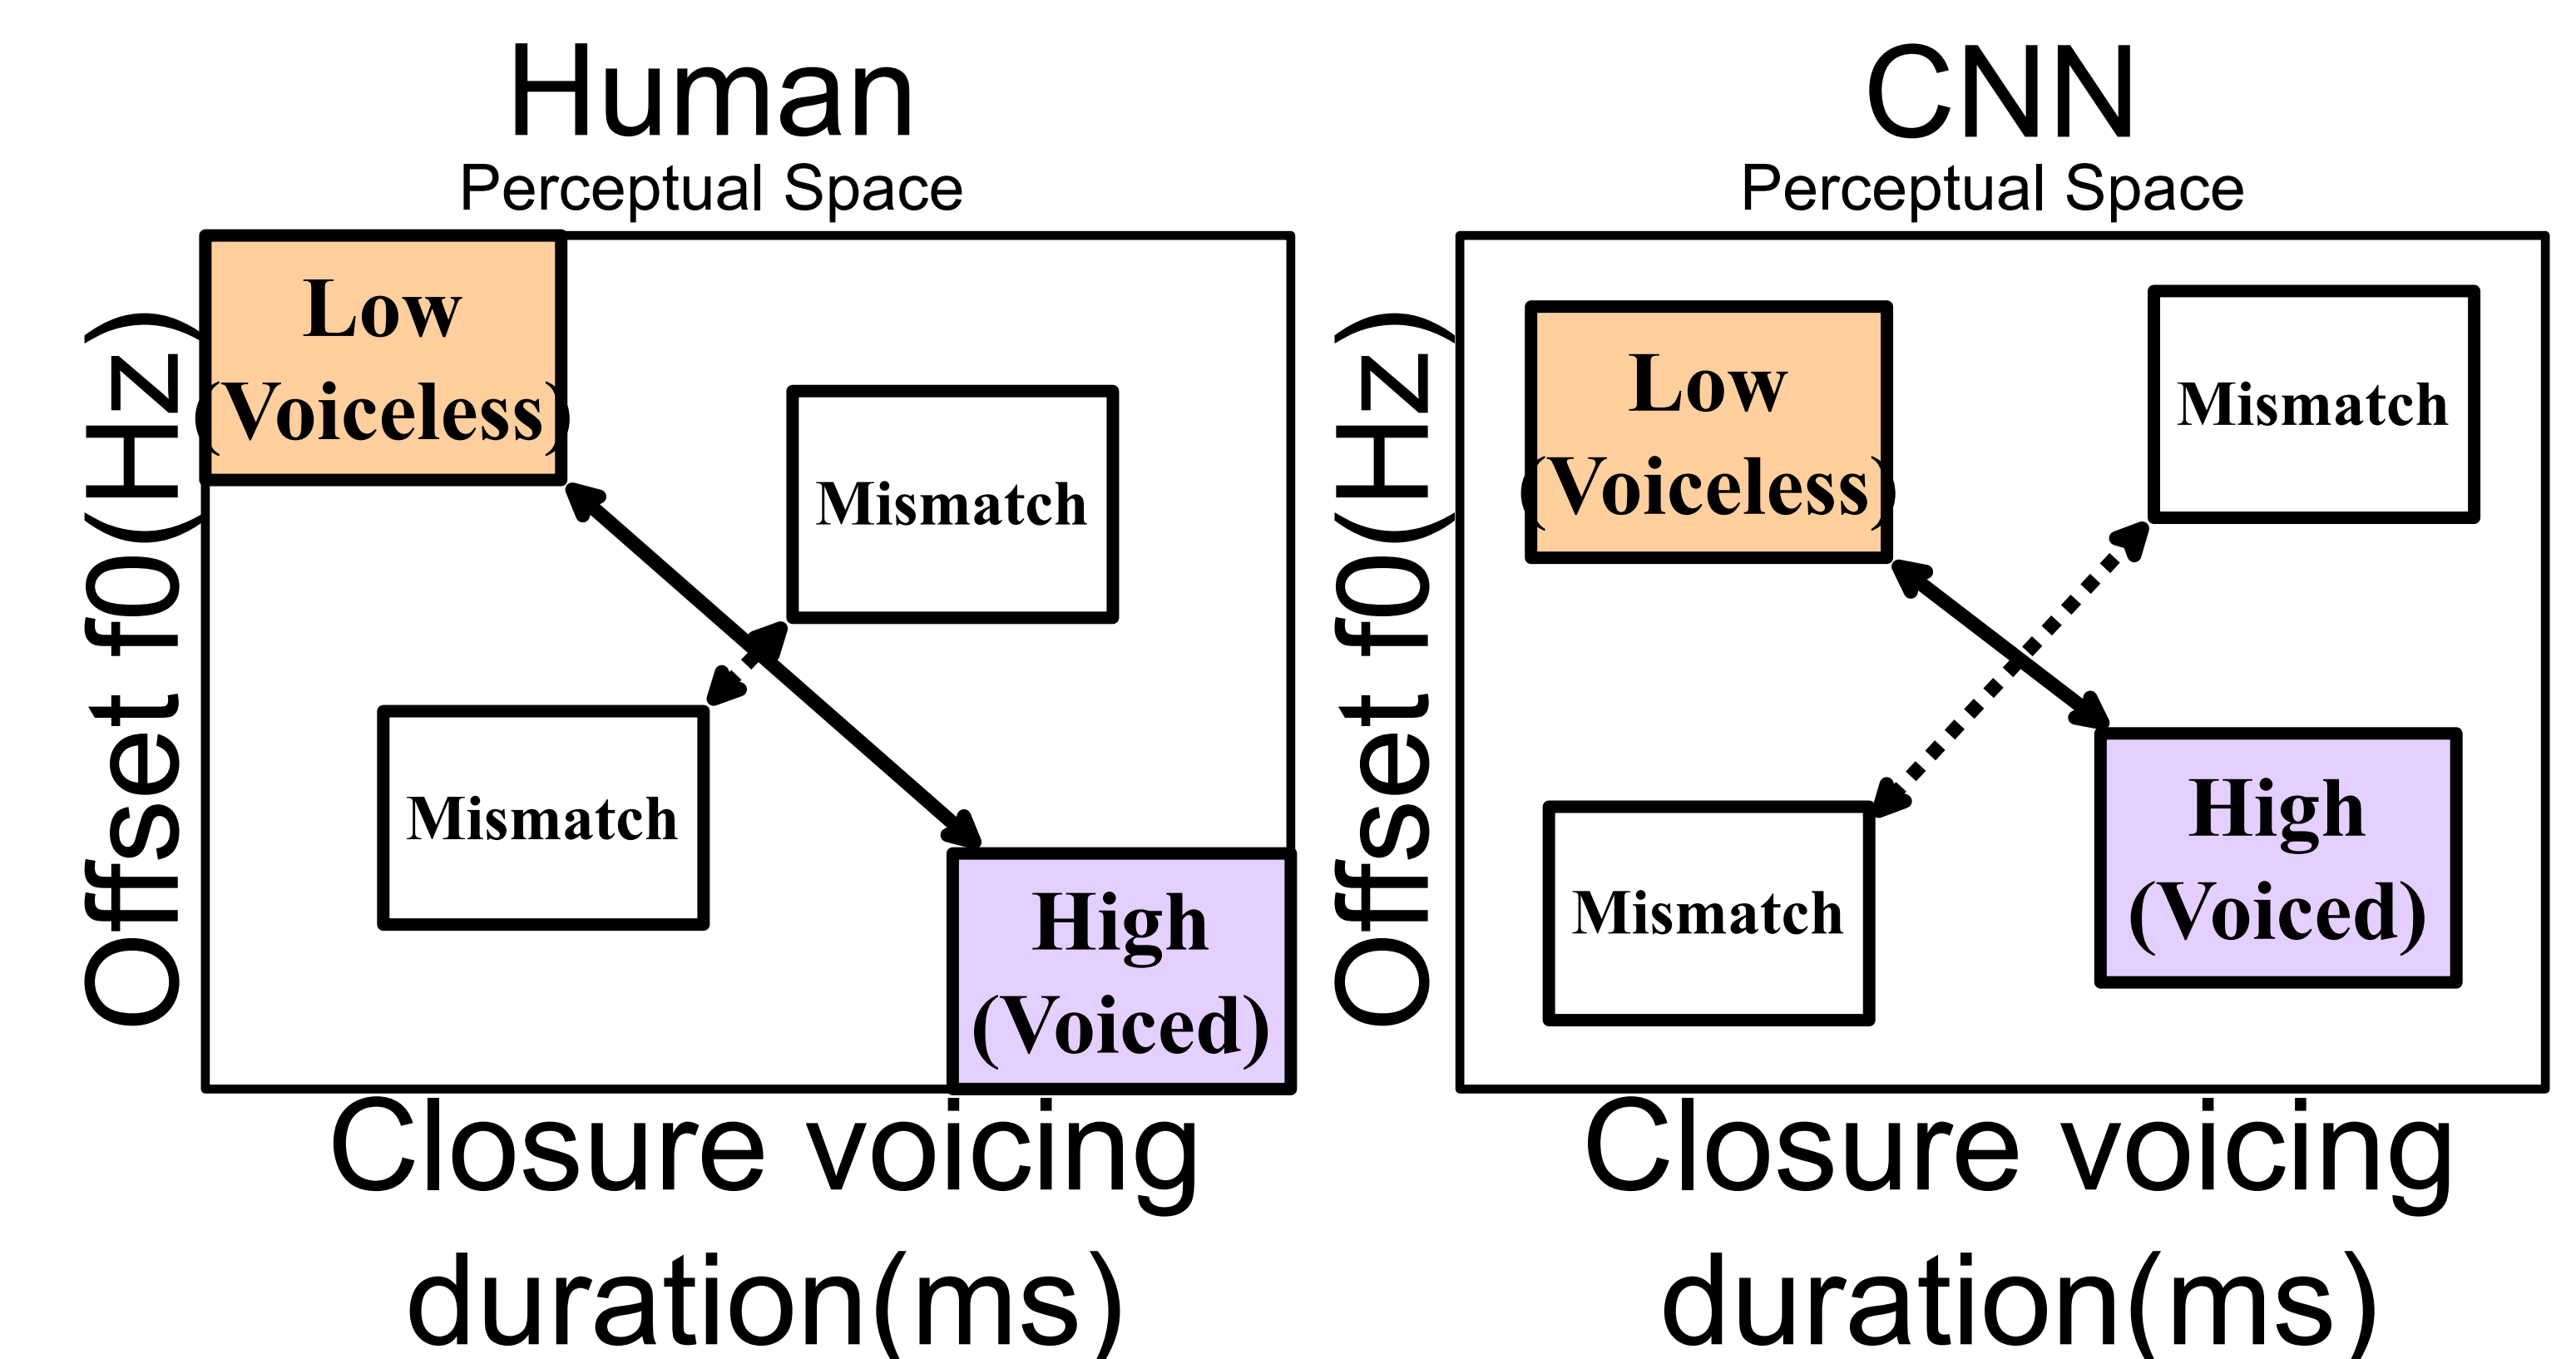 Human
Perceptual Space
Offset f0(Hz)
Low
(Voiceless)
Mismatch
Mismatch
High
(Voiced)
Closure voicing
duration(ms)
CNN
Perceptual Space
Offset f0(Hz)
Low
(Voiceless)
Mismatch
Mismatch
High
(Voiced)
Closure voicing
duration(ms)